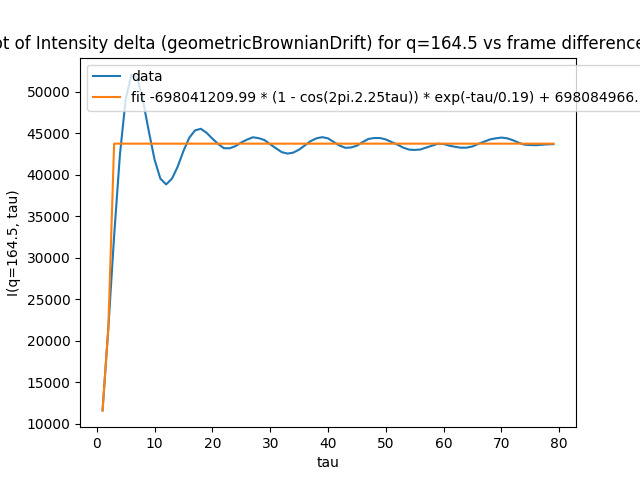 ot of Intensity delta (geometricBrownianDrift) for q=164.5 vs frame difference
data
fit -698041209.99 * (1 - cos(2pi.2.25tau)) * exp(-tau/0.19) + 698084966.
50000
45000
40000
35000
30000
25000
20000
15000
10000
I(q=164.5, tau)
0 10 20 30 40 50 60 70 80
tau